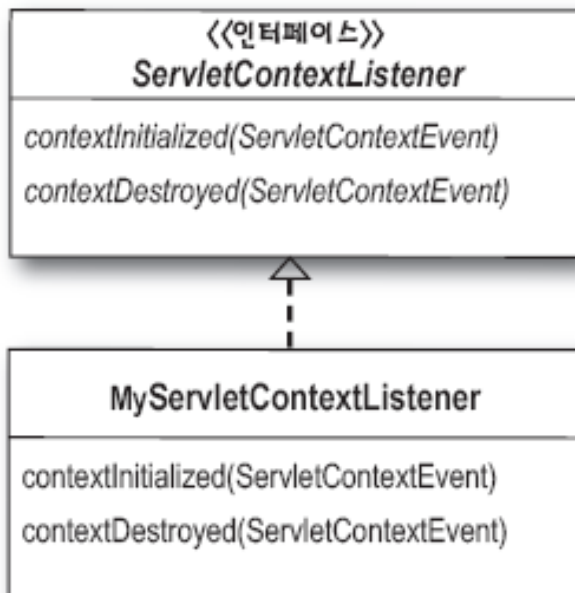 《인터페이스》
ServletContextListener
contextInitialized(ServletContextEvent)
contextDestroyed(ServletContextEvent)
MyServletContextListener
contextInitialized(ServletContextEvent)
contextDestroyed(ServletContextEvent)